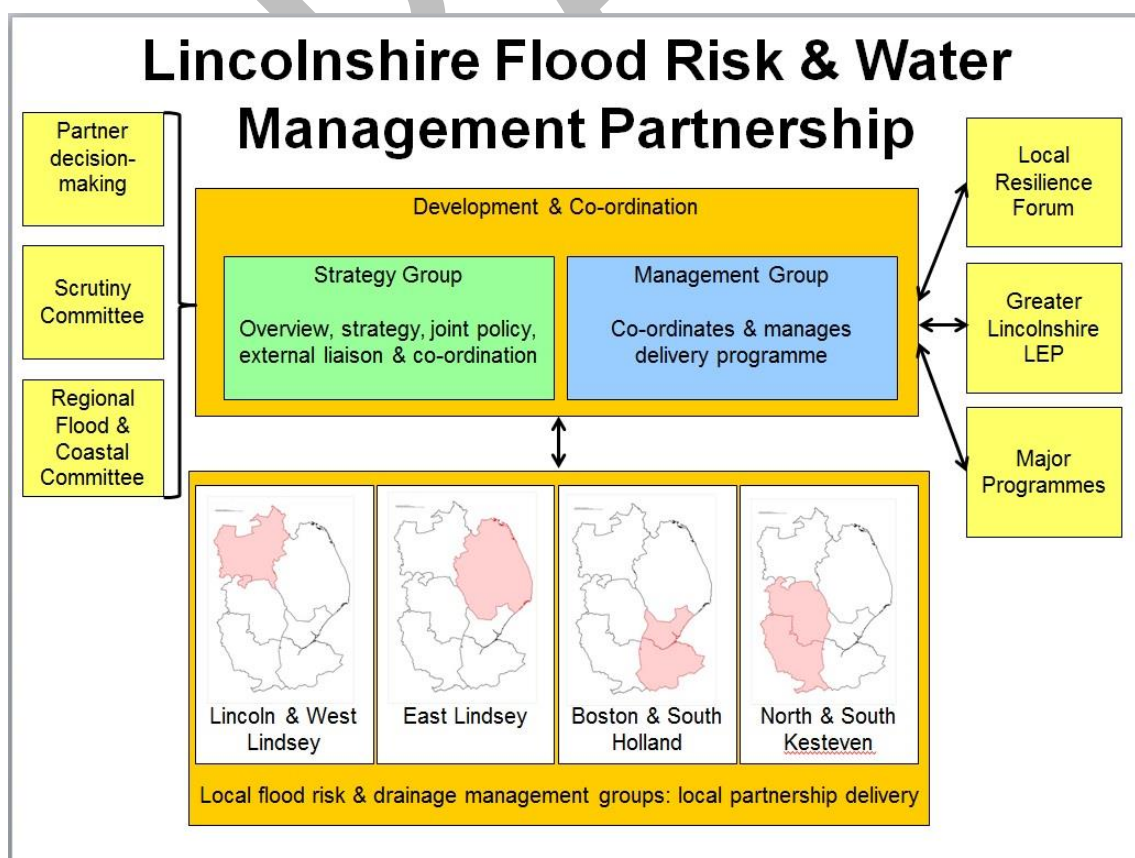 Lincolnshire Flood Risk & Water
Management Partnership
Partner
decision-
making
Scrutiny
Committee
Regional
Flood &
Coastal
Committee
Development & Co-ordination
Strategy Group
Overview, strategy, joint policy,
external liaison & co-ordination
Management Group
Co-ordinates & manages
delivery programme
Local
Resilience
Forum
Greater
Lincolnshire
LEP
Major
Programmes
Lincoln & West
Lindsey
East Lindsey
Boston & South
Holland
North & South
Kesteven
Local flood risk & drainage management groups: local partnership delivery